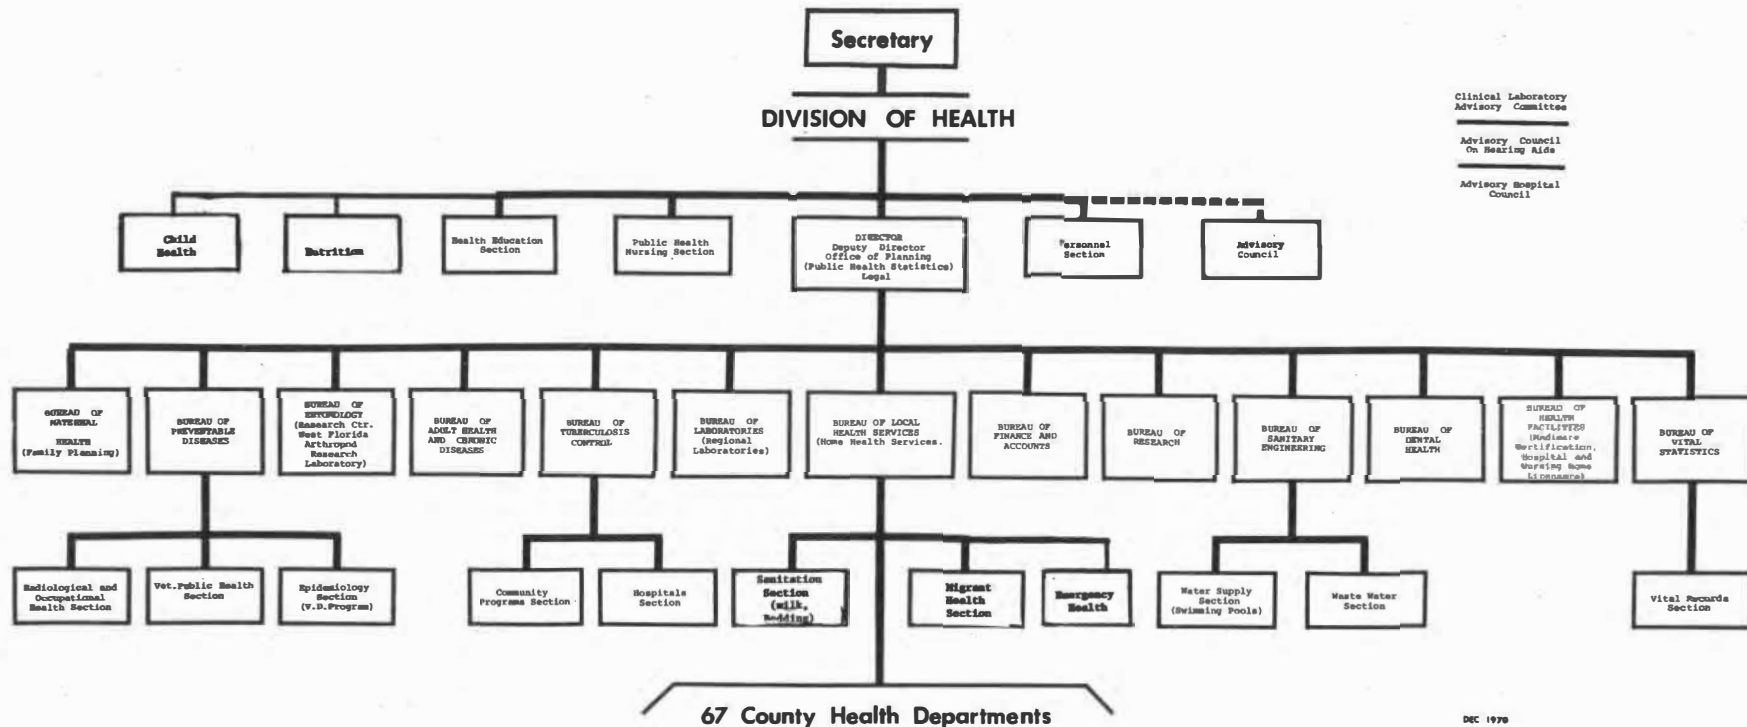 Secretary
DIVISION OF HEALTH
Clinical Laboratory
Advisory Committee
Advisory Council
On Hearing Aids
Advisory Hospital
Council
Child
Health
Nutrition
Health Education
Section
Public Health
Nursing Section
DIRECTOR
Deputy Director
Office of Planning
(Public Health Statistics)
Legal
Personnel
Section
Advisory
Council
BUREAU OF
MATERNAL
HEALTH
(Family Planning)
BUREAU OF
PREVENTABLE
DISEASES
BUREAU OF
ENTOMOLOGY
(Research Ctr.
West Florida
Arthropod
Research
Laboratory)
BUREAU OF
ADULT HEALTH
AND CHRONIC
DISEASES
BUREAU OF
TUBERCULOSIS
CONTROL
BUREAU OF
LABORATORIES
(Regional
Laboratories)
BUREAU OF LOCAL
HEALTH SERVICES
(Home Health Services.
BUREAU OF
FINANCE AND
ACCOUNTS
BUREAU OF
RESEARCH
BUREAU OF
SANITARY
ENGINEERING
BUREAU OF
DENTAL
HEALTH
BUREAU OF
HEALTH
FACILITIES
(Medicare
Certification,
Hospital and
Nursing Home
Licensure)
BUREAU OF
VITAL
STATISTICS
Radiological and
Occupational
Health Section
Vet.Public Health
Section
Epidemiology
Section
(V.D.Program)
Community
Programs Section
Hospitals
Section
Sanitation
Section
(Milk,
Bedding)
Migrant
Health
Section
Emergency
Health
Water Supply
Section
(Swimming Pools)
Waste Water
Section
Vital Records
Section
67 County Health Departments
DEC 1970